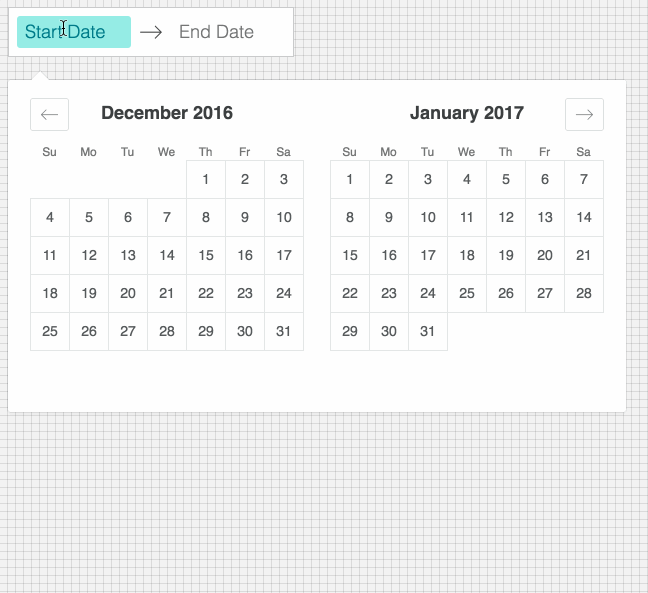 Start Date → End Date
← December 2016 January 2017 →
Su Mo Tu We Th Fr Sa Su Mo Tu We Th Fr Sa
1 2 3 1 2 3 4 5 6 7
4 5 6 7 8 9 10 8 9 10 11 12 13 14
11 12 13 14 15 16 17 15 16 17 18 19 20 21
18 19 20 21 22 23 24 22 23 24 25 26 27 28
25 26 27 28 29 30 31 29 30 31